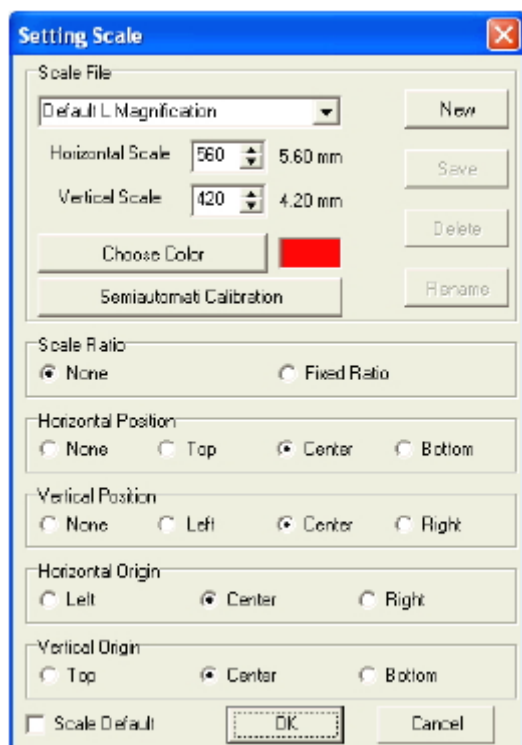 Setting Scale
Scale File
Default L Magnification
New
Horizontal Scale 560 5.60 mm
Save
Vertical Scale 420 4.20 mm
Delete
Choose Color
Semiautomati Calibration
Rename
Scale Ratio
None Fixed Ratio
Horizontal Position
None Top Center Bottom
Vertical Position
None Left Center Right
Horizontal Origin
Left Center Right
Vertical Origin
Top Center Bottom
Scale Default OK Cancel